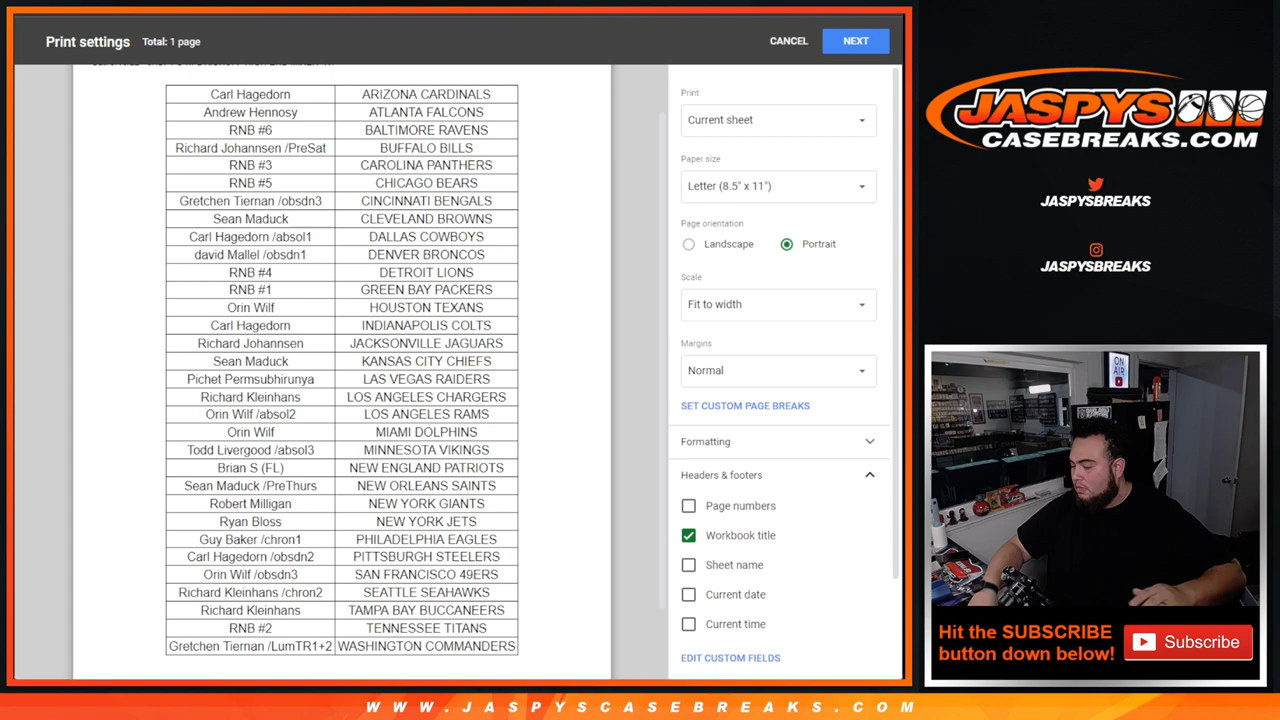 Print settings Total: 1 page CANCEL NEXT
Carl Hagedorn ARIZONA CARDINALS
Andrew Hennosy ATLANTA FALCONS
RNB #6 BALTIMORE RAVENS
Richard Johannsen /PreSat BUFFALO BILLS
RNB #3 CAROLINA PANTHERS
RNB #5 CHICAGO BEARS
Gretchen Tiernan /obsdn3 CINCINNATI BENGALS
Sean Maduck CLEVELAND BROWNS
Carl Hagedorn /absol1 DALLAS COWBOYS
david Mallel /obsdn1 DENVER BRONCOS
RNB #4 DETROIT LIONS
RNB #1 GREEN BAY PACKERS
Orin Wilf HOUSTON TEXANS
Carl Hagedorn INDIANAPOLIS COLTS
Richard Johannsen JACKSONVILLE JAGUARS
Sean Maduck KANSAS CITY CHIEFS
Pichet Permsubhirunya LAS VEGAS RAIDERS
Richard Kleinhans LOS ANGELES CHARGERS
Orin Wilf /absol2 LOS ANGELES RAMS
Orin Wilf MIAMI DOLPHINS
Todd Livergood /absol3 MINNESOTA VIKINGS
Brian S (FL) NEW ENGLAND PATRIOTS
Sean Maduck /PreThurs NEW ORLEANS SAINTS
Robert Milligan NEW YORK GIANTS
Ryan Bloss NEW YORK JETS
Guy Baker /chron1 PHILADELPHIA EAGLES
Carl Hagedorn /obsdn2 PITTSBURGH STEELERS
Orin Wilf /obsdn3 SAN FRANCISCO 49ERS
Richard Kleinhans /chron2 SEATTLE SEAHAWKS
Richard Kleinhans TAMPA BAY BUCCANEERS
RNB #2 TENNESSEE TITANS
Gretchen Tiernan /LumTR1+2 WASHINGTON COMMANDERS
Print
Current sheet
Paper size
Letter (8.5" x 11")
Page orientation
Landscape Portrait
Scale
Fit to width
Margins
Normal
SET CUSTOM PAGE BREAKS
Formatting
Headers & footers
Page numbers
Workbook title
Sheet name
Current date
Current time
EDIT CUSTOM FIELDS
JASPYS
CASEBREAKS.COM
JASPYSBREAKS
JASPYSBREAKS
ON
AIR
Hit the SUBSCRIBE
button down below!
Subscribe
WWW.JASPYSCASEBREAKS.COM